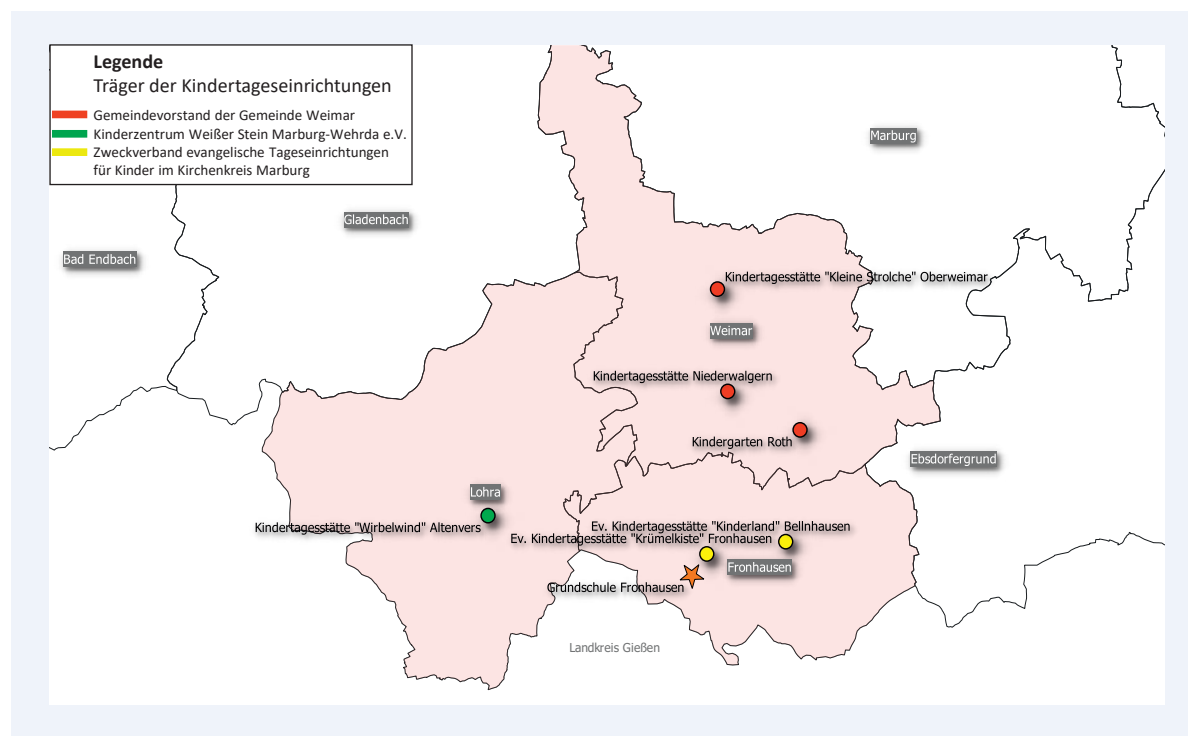 Legende
Träger der Kindertageseinrichtungen
Gemeindevorstand der Gemeinde Weimar
Kinderzentrum Weißer Stein Marburg-Wehrda e.V.
Zweckverband evangelische Tageseinrichtungen
für Kinder im Kirchenkreis Marburg
Marburg
Gladenbach
Bad Endbach
Kindertagesstätte "Kleine Strolche" Oberweimar
Weimar
Kindertagesstätte Niederwalgern
Kindergarten Roth
Ebsdorfergrund
Lohra
Kindertagesstätte "Wirbelwind" Altenvers
Ev. Kindertagesstätte "Kinderland" Bellnhausen
Ev. Kindertagesstätte "Krümelkiste" Fronhausen
Fronhausen
Grundschule Fronhausen
Landkreis Gießen